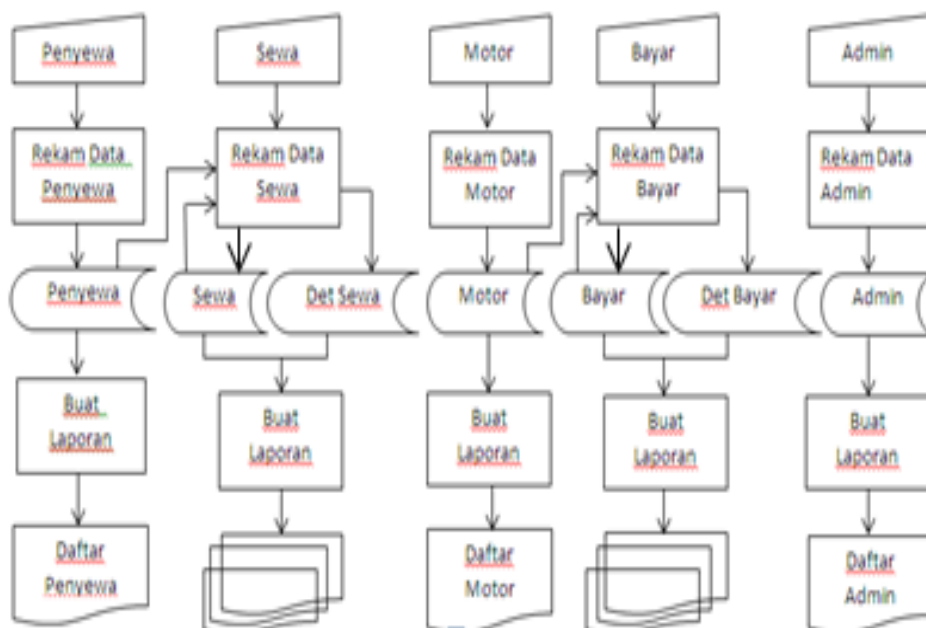 Penyewa
Sewa
Motor
Bayar
Admin
Rekam Data
Penyewa
Rekam Data
Sewa
Rekam Data
Motor
Rekam Data
Bayar
Rekam Data
Admin
Penyewa
Sewa
Det Sewa
Motor
Bayar
Det Bayar
Admin
Buat
Laporan
Buat
Laporan
Buat
Laporan
Buat
Laporan
Buat
Laporan
Daftar
Penyewa
Daftar
Motor
Daftar
Admin